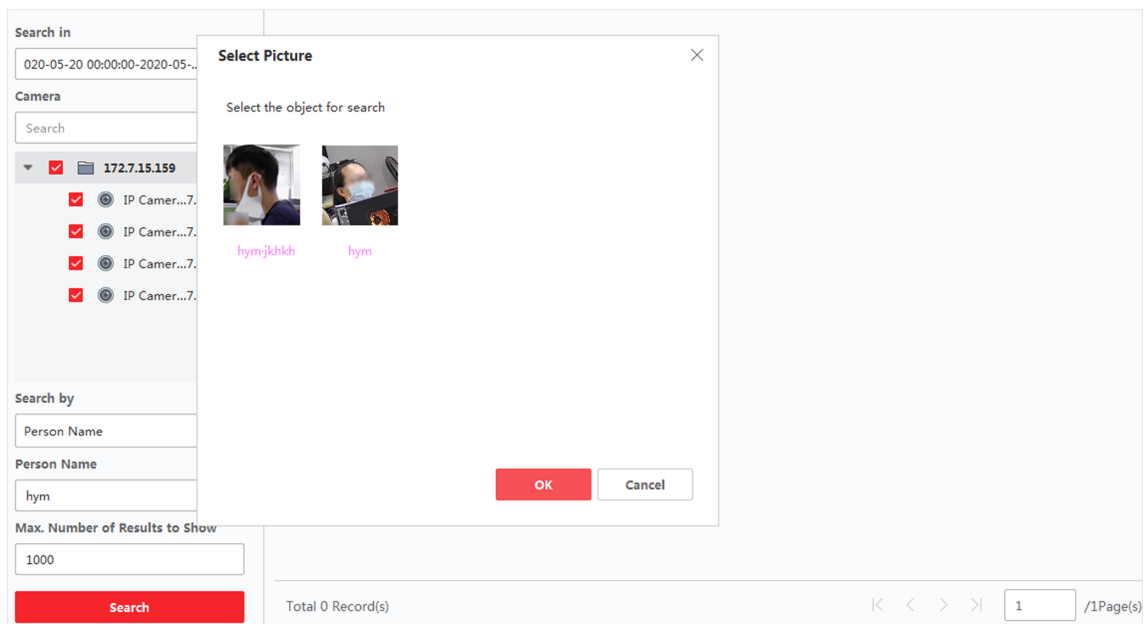 Search in
020-05-20 00:00:00-2020-05-...
Camera
Search
172.7.15.159
IP Camer...7.
IP Camer...7.
IP Camer...7.
IP Camer...7.
Search by
Person Name
Person Name
hym
Max. Number of Results to Show
1000
Search
Select Picture
Select the object for search
hym·jkhkh
hym
OK
Cancel
Total 0 Record(s)
1
/1Page(s)